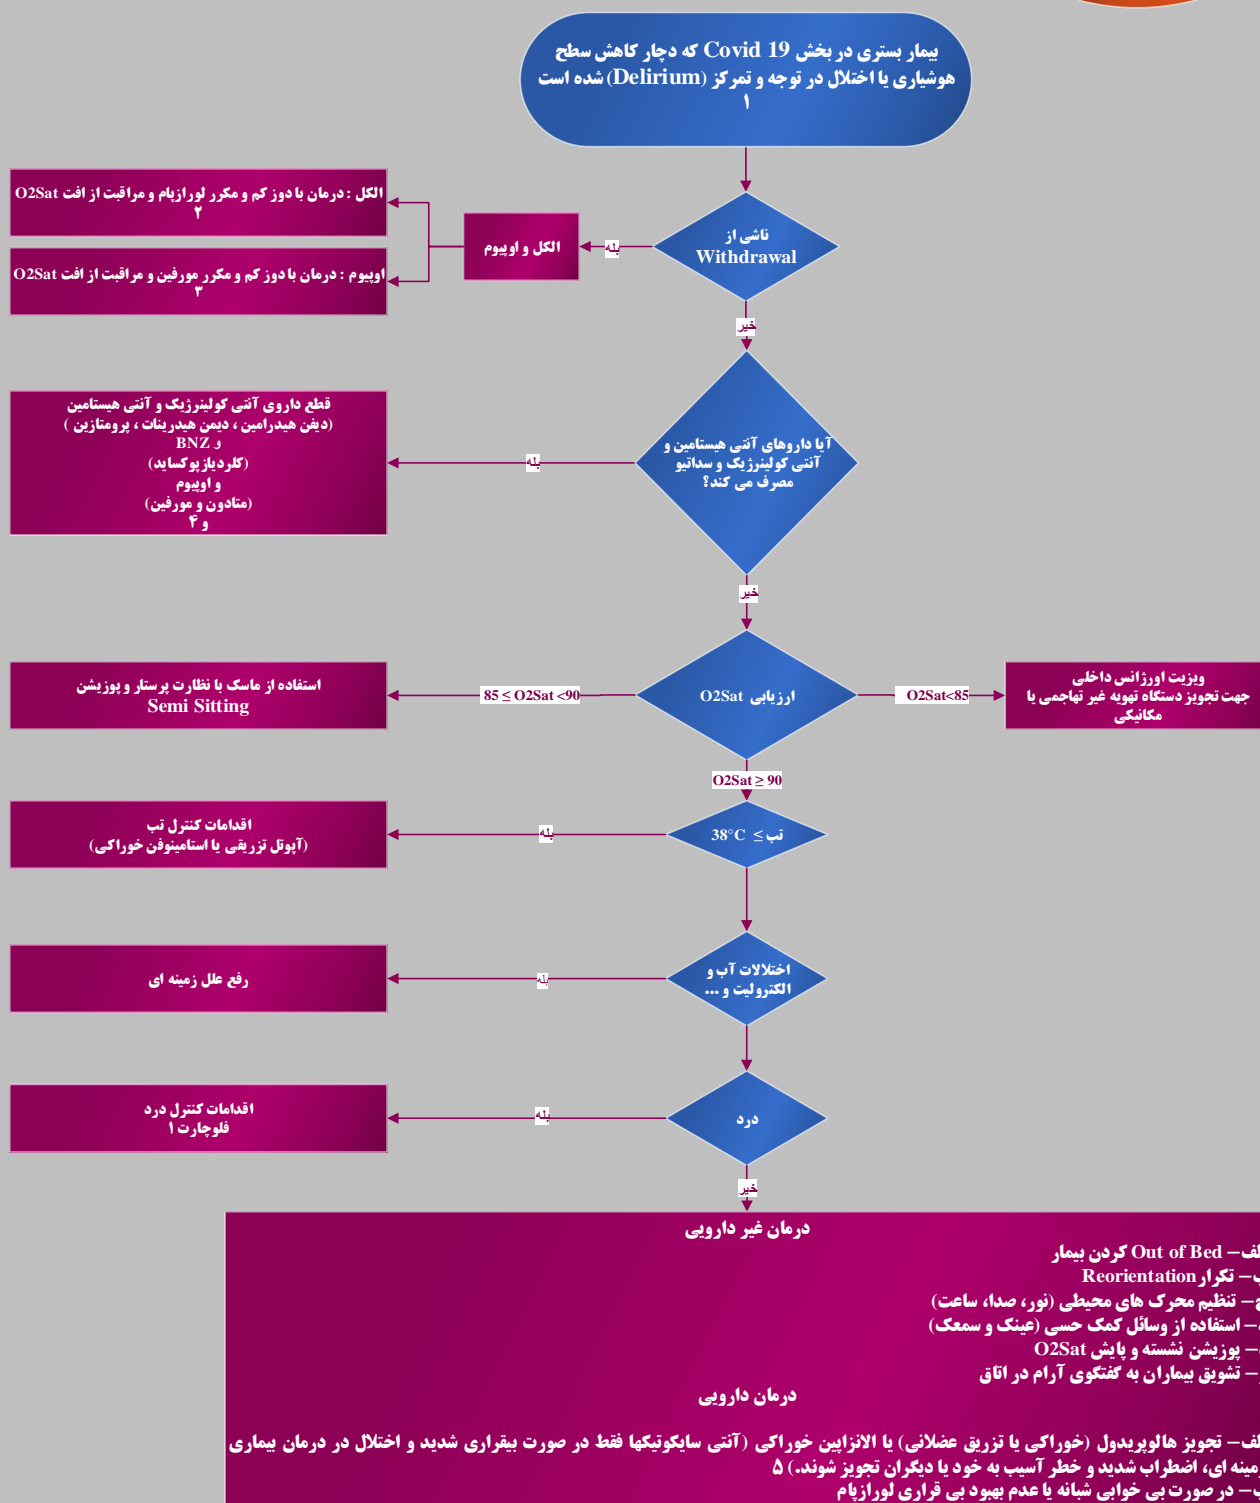 بیمار بستری در بخش Covid 19 که دچار کاهش سطح
هوشیاری یا اختلال در توجه و تمرکز (Delirium) شده است
۱
ناشی از
Withdrawal
بله
الکل و اوپیوم
الکل : درمان با دوز کم و مکرر لورازپام و مراقبت از افت O2Sat
۲
اوپیوم : درمان با دوز کم و مکرر مورفین و مراقبت از افت O2Sat
۳
خیر
آیا داروهای آنتی هیستامین و
آنتی کولینرژیک و سداتیو
مصرف می کند؟
بله
قطع داروی آنتی کولینرژیک و آنتی هیستامین
(دیفن هیدرامین ، دیمن هیدرینات ، پرومتازین )
و BNZ
(کلردیازپوکساید)
و اوپیوم
(متادون و مورفین)
و ۴
خیر
ارزیابی O2Sat
O2Sat<85
ویزیت اورژانس داخلی
جهت تجویز دستگاه تهویه غیر تهاجمی یا
مکانیکی
85 ≤ O2Sat <90
استفاده از ماسک با نظارت پرستار و پوزیشن
Semi Sitting
O2Sat ≥ 90
تب ≥ 38°C
بله
اقدامات کنترل تب
(آپوتل تزریقی یا استامینوفن خوراکی)
اختلالات آب و
الکترولیت و ...
بله
رفع علل زمینه ای
درد
بله
اقدامات کنترل درد
فلوچارت ۱
خیر
درمان غیر دارویی
– Out of Bed کردن بیمار
– تکرار Reorientation
– تنظیم محرک های محیطی (نور، صدا، ساعت)
– استفاده از وسائل کمک حسی (عینک و سمعک)
– پوزیشن نشسته و پایش O2Sat
– تشویق بیماران به گفتگوی آرام در اتاق
درمان دارویی
– تجویز هالوپریدول (خوراکی یا تزریق عضلانی) یا الانزاپین خوراکی (آنتی سایکوتیکها فقط در صورت بیقراری شدید و اختلال در درمان بیماری
ای، اضطراب شدید و خطر آسیب به خود یا دیگران تجویز شوند.) ۵
– در صورت بی خوابی شبانه یا عدم بهبود بی قراری لورازپام